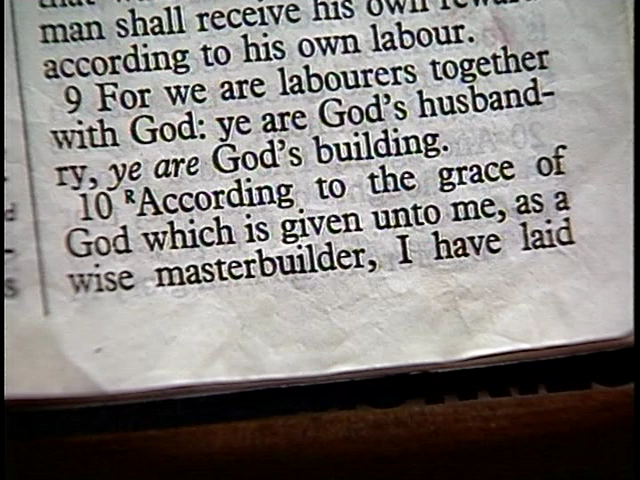 man shall receive his own reward
according to his own labour.
9 For we are labourers together
with God: ye are God's husband-
ry, ye are God's building.
10 ᴿAccording to the grace of
God which is given unto me, as a
wise masterbuilder, I have laid
d
-
s